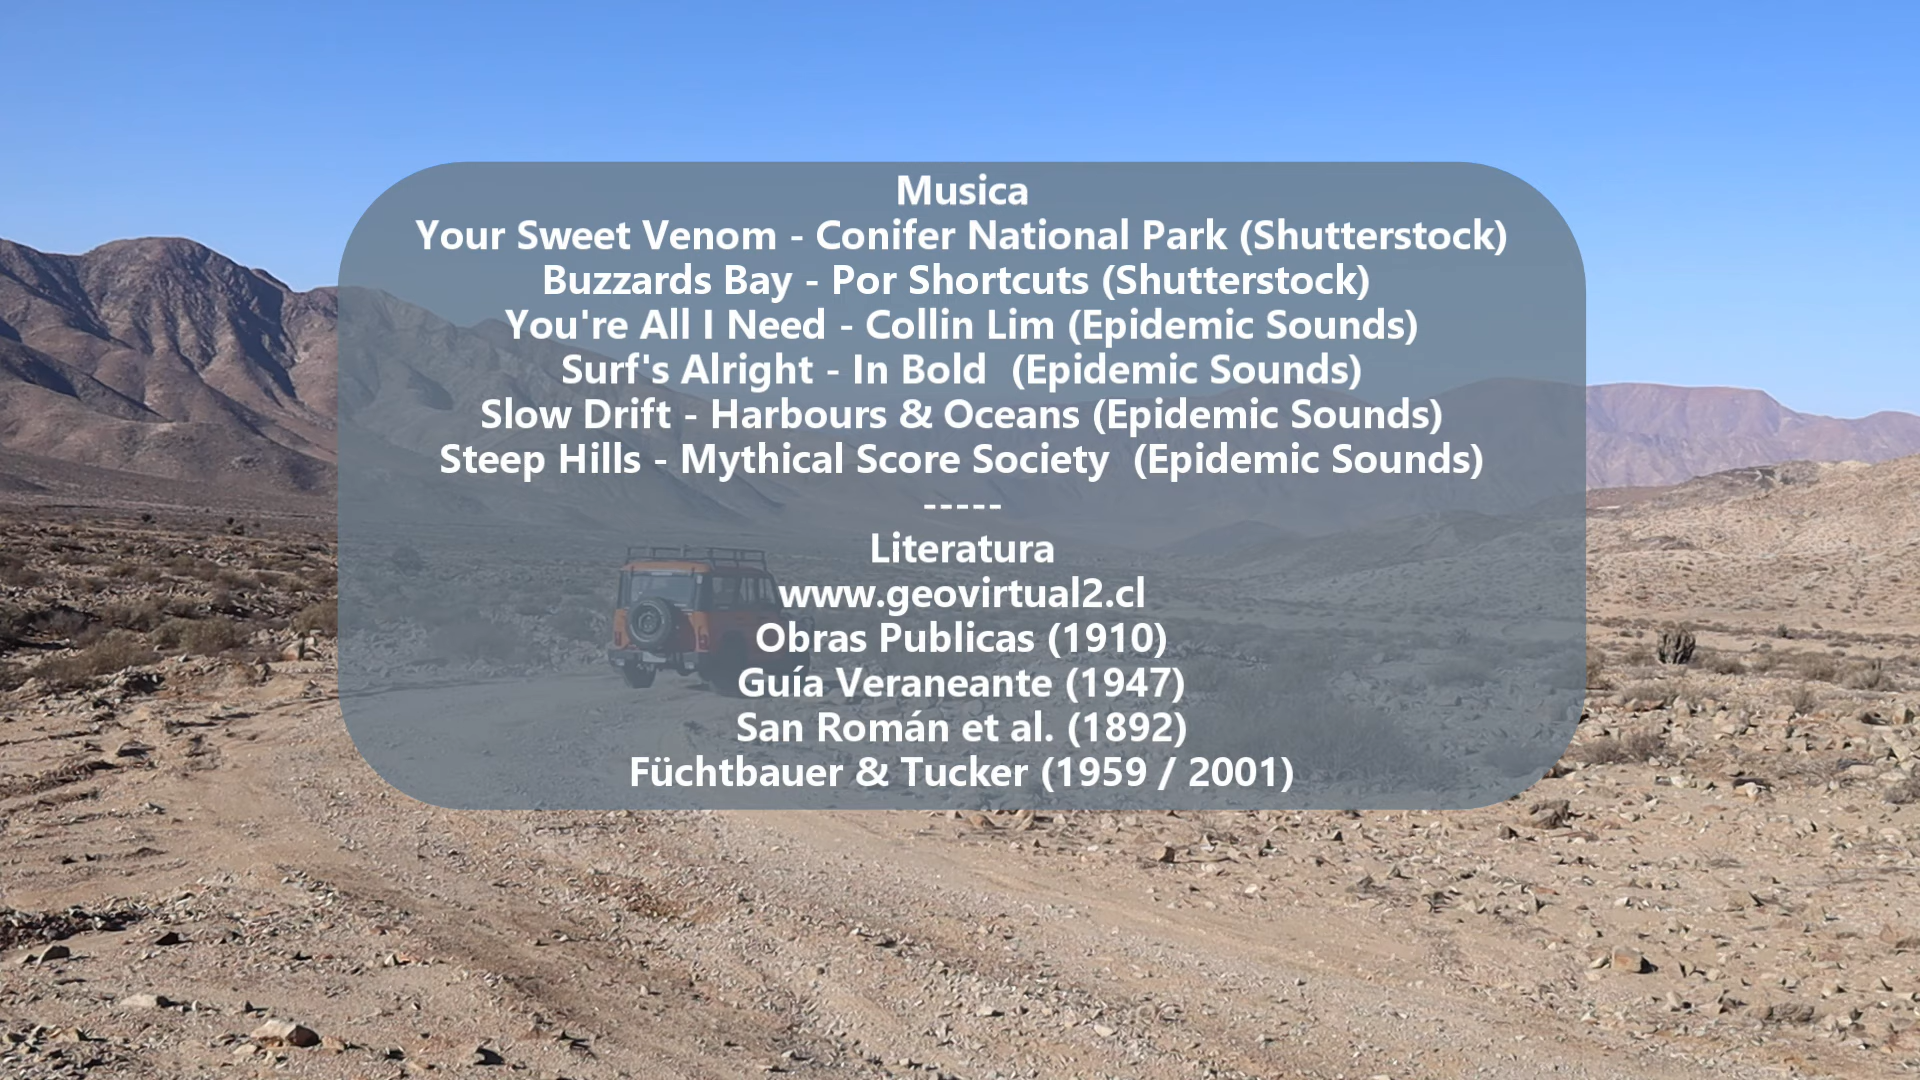 Musica
Your Sweet Venom - Conifer National Park (Shutterstock)
Buzzards Bay - Por Shortcuts (Shutterstock)
You're All I Need - Collin Lim (Epidemic Sounds)
Surf's Alright - In Bold  (Epidemic Sounds)
Slow Drift - Harbours & Oceans (Epidemic Sounds)
Steep Hills - Mythical Score Society  (Epidemic Sounds)
-----
Literatura
www.geovirtual2.cl
Obras Publicas (1910)
Guía Veraneante (1947)
San Román et al. (1892)
Füchtbauer & Tucker (1959 / 2001)